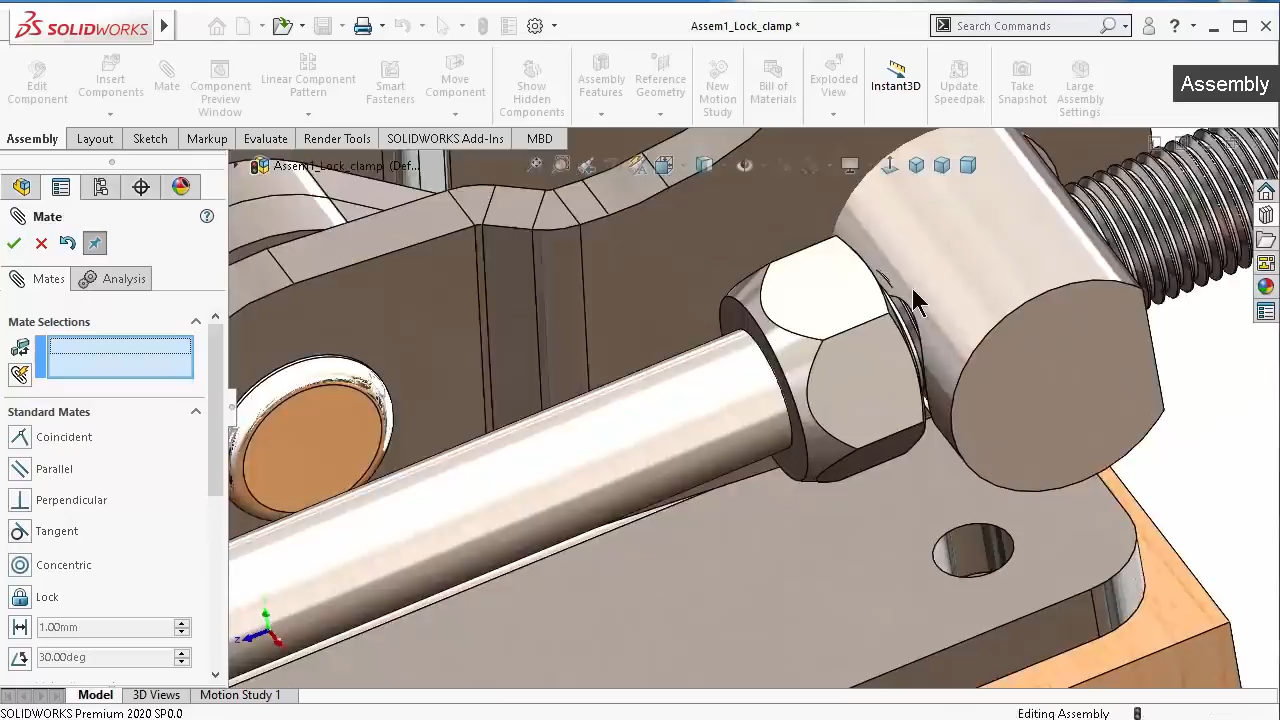 SOLIDWORKS
Assem1_Lock_clamp *
Search Commands
?
Edit Component
Insert Components
Mate
Component Preview Window
Linear Component Pattern
Smart Fasteners
Move Component
Show Hidden Components
Assembly Features
Reference Geometry
New Motion Study
Bill of Materials
Exploded View
Instant3D
Update Speedpak
Take Snapshot
Large Assembly Settings
Assembly
Assembly Layout Sketch Markup Evaluate Render Tools SOLIDWORKS Add-Ins MBD
Assem1_Lock_clamp (Def...
Mate
?
Mates Analysis
Mate Selections
Standard Mates
Coincident
Parallel
Perpendicular
Tangent
Concentric
Lock
1.00mm
30.00deg
z
Model 3D Views Motion Study 1
SOLIDWORKS Premium 2020 SP0.0
Editing Assembly